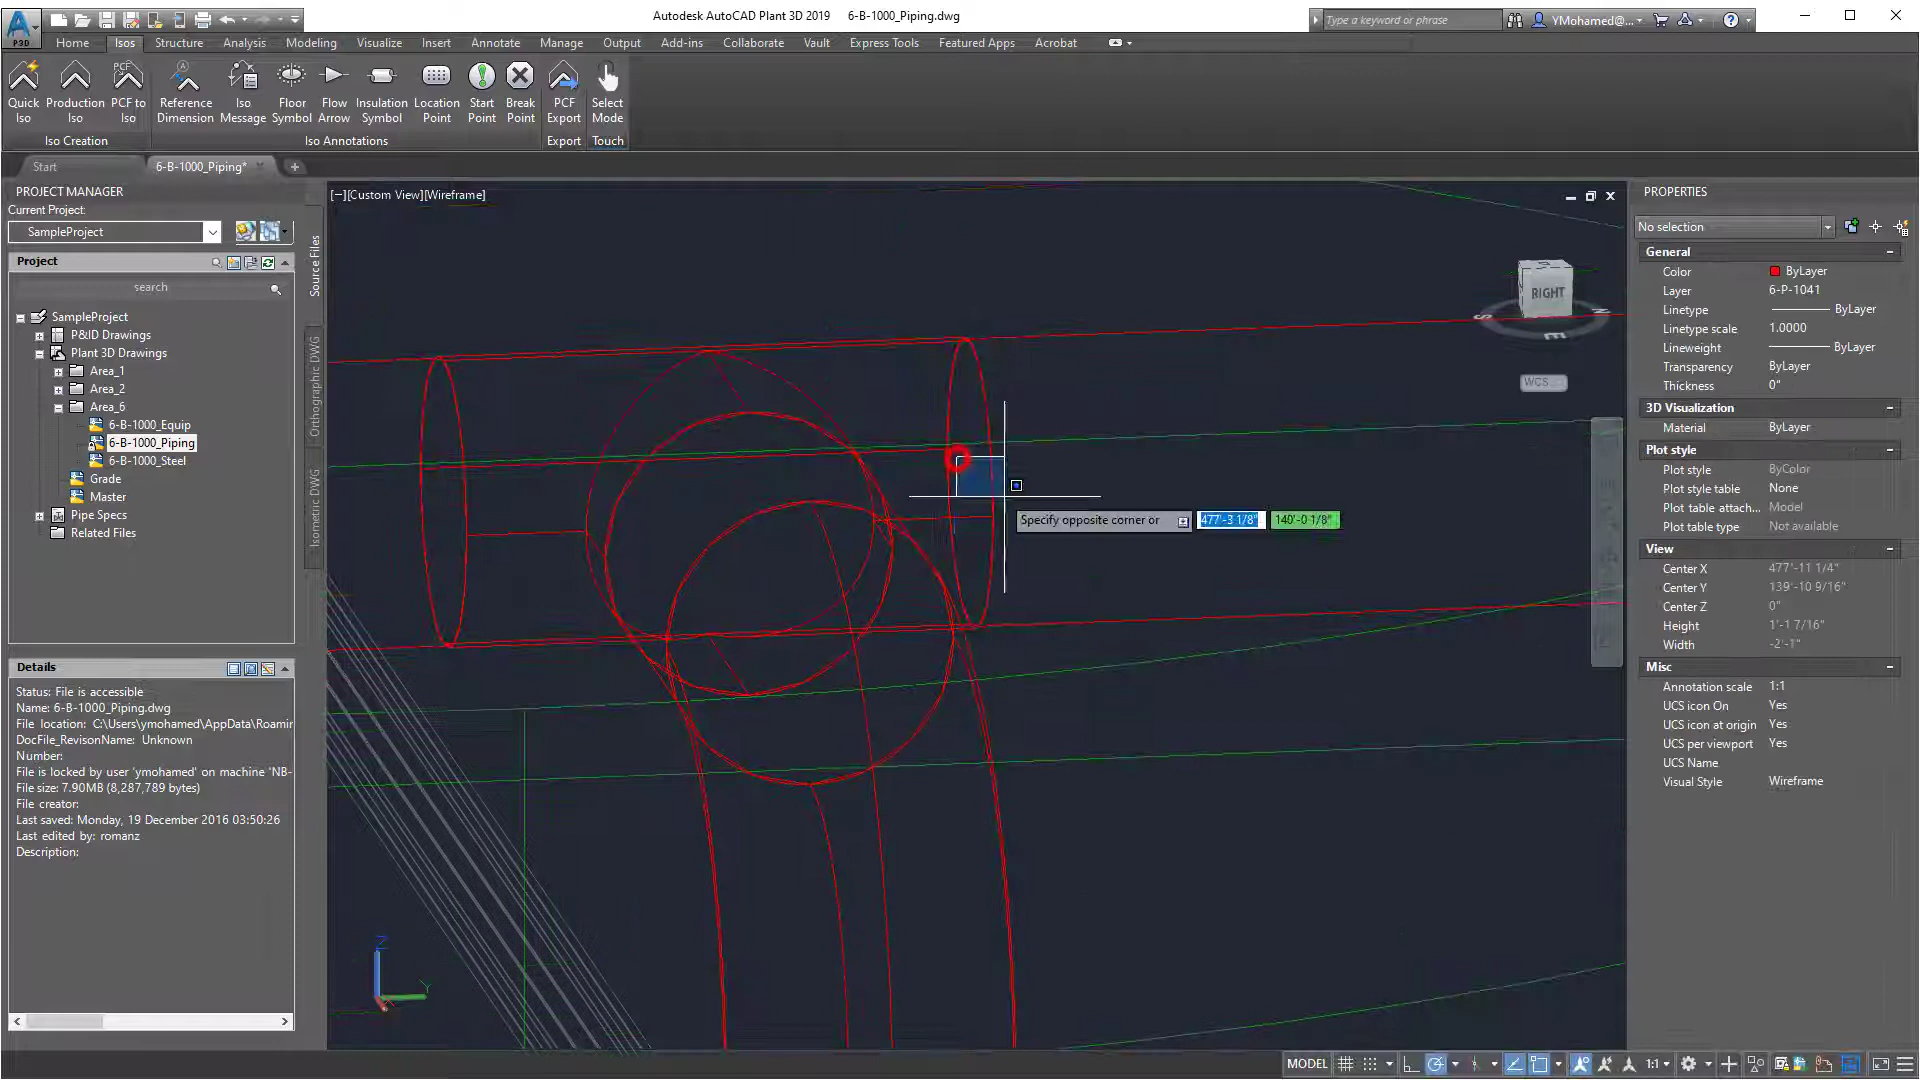 P3D
Autodesk AutoCAD Plant 3D 2019
6-B-1000_Piping.dwg
Type a keyword or phrase
YMohamed@...
Home
Isos
Structure
Analysis
Modeling
Visualize
Insert
Annotate
Manage
Output
Add-ins
Collaborate
Vault
Express Tools
Featured Apps
Acrobat
Quick Iso
Production Iso
PCF to Iso
Reference Dimension
Iso Message
Floor Symbol
Flow Arrow
Insulation Symbol
Location Point
Start Point
Break Point
PCF Export
Select Mode
Iso Creation
Iso Annotations
Export
Touch
Start
6-B-1000_Piping*
PROJECT MANAGER
Current Project:
SampleProject
Project
search
SampleProject
P&ID Drawings
Plant 3D Drawings
Area_1
Area_2
Area_6
6-B-1000_Equip
6-B-1000_Piping
6-B-1000_Steel
Grade
Master
Pipe Specs
Related Files
Source Files
Orthographic DWG
Isometric DWG
Details
Status: File is accessible
Name: 6-B-1000_Piping.dwg
File location: C:\Users\ymohamed\AppData\Roamin
DocFile_RevisonName: Unknown
Number:
File is locked by user 'ymohamed' on machine 'NB-
File size: 7.90MB (8,287,789 bytes)
File creator:
Last saved: Monday, 19 December 2016 03:50:26
Last edited by: romanz
Description:
[−][Custom View][Wireframe]
RIGHT
S
E
N
WCS
Specify opposite corner or
477'-3 1/8"
140'-0 1/8"
Z
Y
PROPERTIES
No selection
General
Color ByLayer
Layer 6-P-1041
Linetype ByLayer
Linetype scale 1.0000
Lineweight ByLayer
Transparency ByLayer
Thickness 0"
3D Visualization
Material ByLayer
Plot style
Plot style ByColor
Plot style table None
Plot table attach... Model
Plot table type Not available
View
Center X 477'-11 1/4"
Center Y 139'-10 9/16"
Center Z 0"
Height 1'-1 7/16"
Width -2'-1"
Misc
Annotation scale 1:1
UCS icon On Yes
UCS icon at origin Yes
UCS per viewport Yes
UCS Name
Visual Style Wireframe
MODEL
1:1